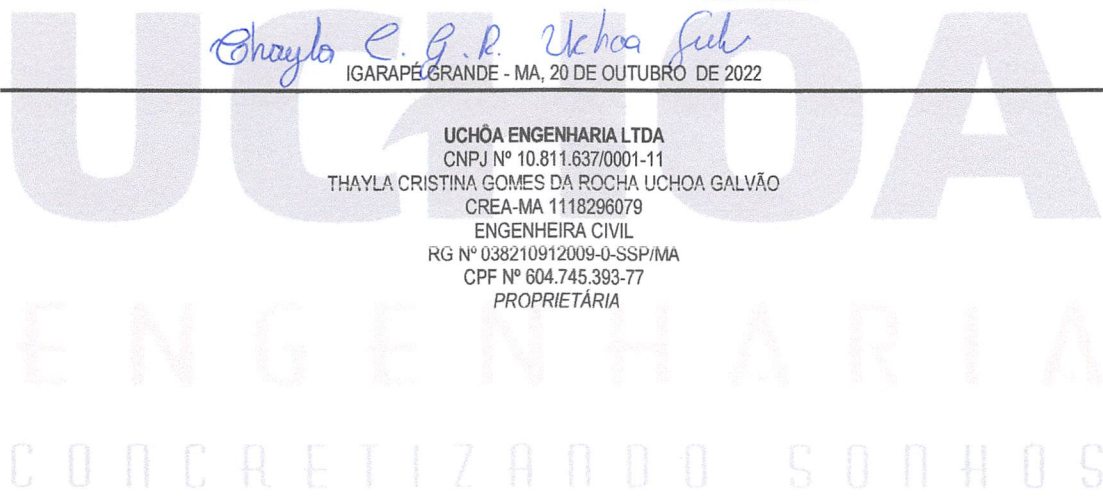 Thayla C. G. R. Uchoa
IGARAPÉ GRANDE - MA, 20 DE OUTUBRO DE 2022
UCHÔA ENGENHARIA LTDA
CNPJ Nº 10.811.637/0001-11
THAYLA CRISTINA GOMES DA ROCHA UCHOA GALVÃO
CREA-MA 1118296079
ENGENHEIRA CIVIL
RG Nº 038210912009-0-SSP/MA
CPF Nº 604.745.393-77
PROPRIETÁRIA
UCHOA
ENGENHARIA
CONCRETIZANDO SONHOS